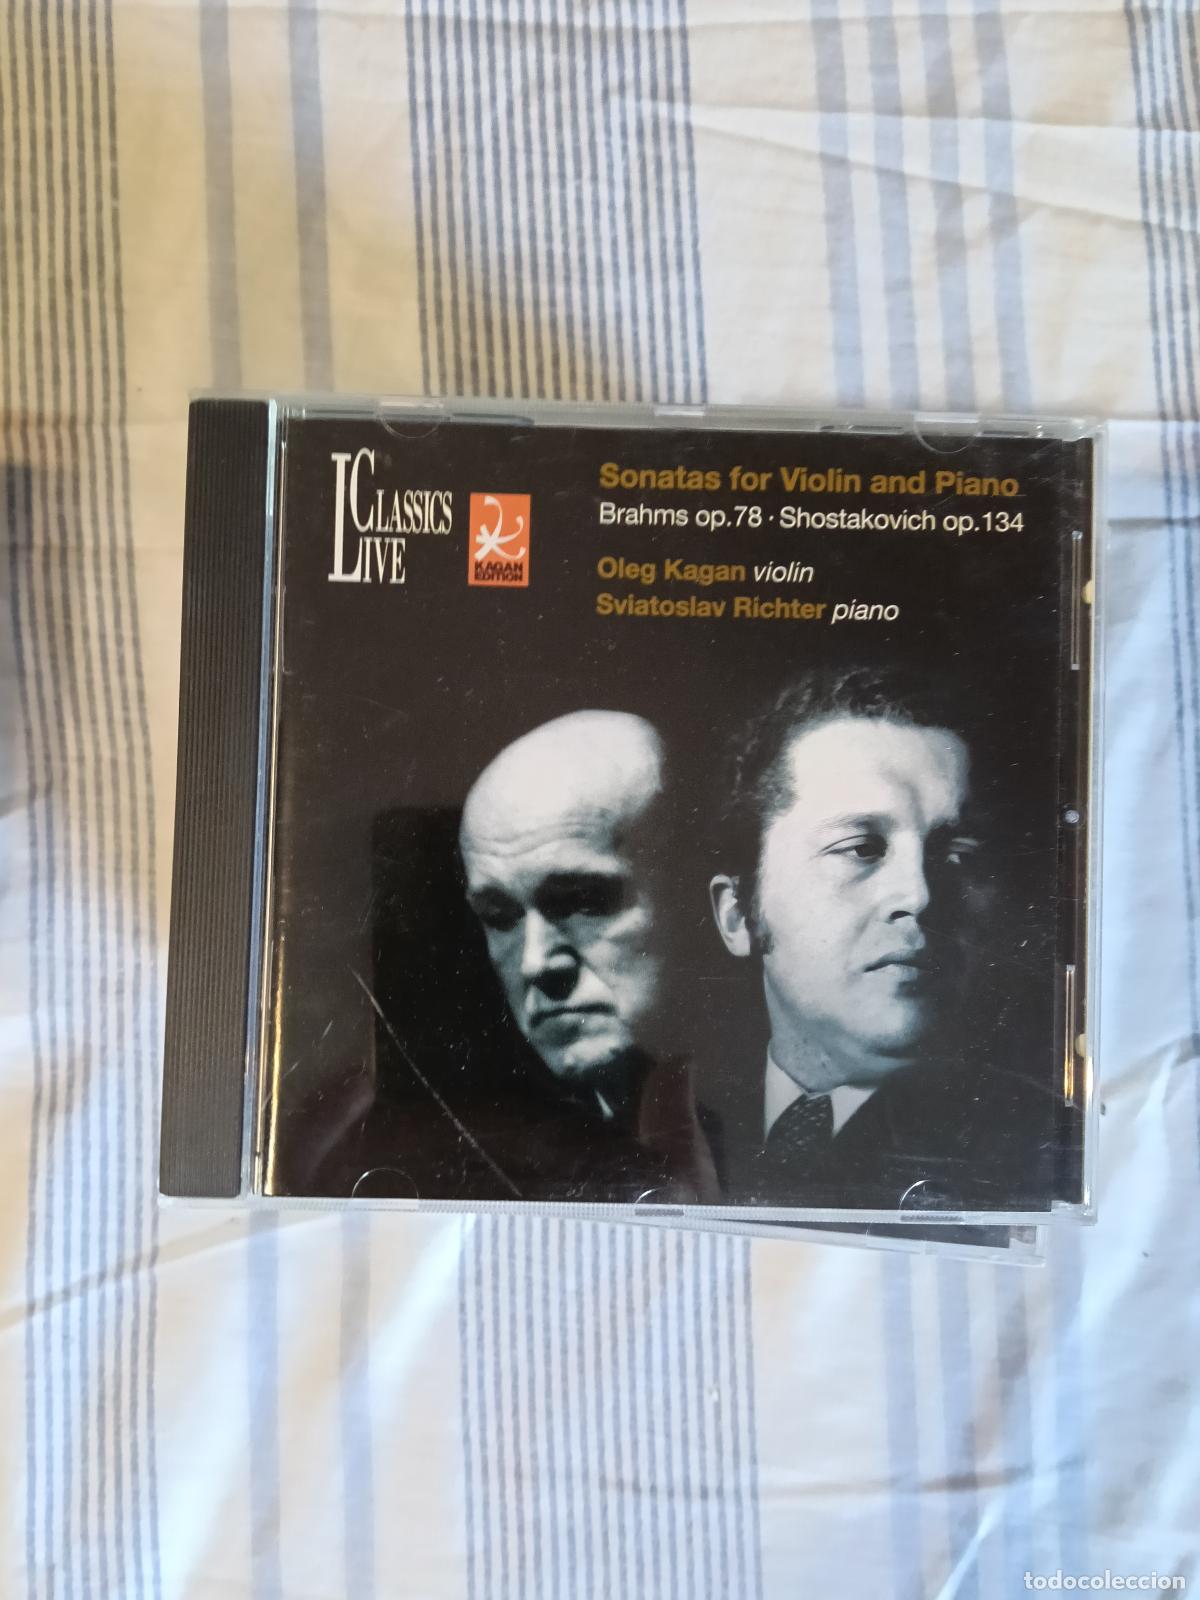 LIVE CLASSICS
KAGAN
EDITION
Sonatas for Violin and Piano
Brahms op.78 · Shostakovich op.134
Oleg Kagan violin
Sviatoslav Richter piano
todocoleccion